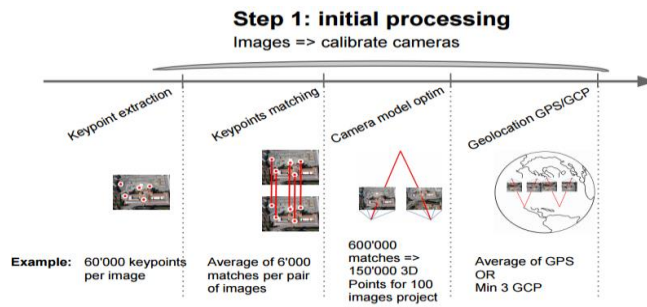 Step 1: initial processing
Images => calibrate cameras
Keypoint extraction
Keypoints matching
Camera model optim
Geolocation GPS/GCP
Example:
60'000 keypoints
per image
Average of 6'000
matches per pair
of images
600'000
matches =>
150'000 3D
Points for 100
images project
Average of GPS
OR
Min 3 GCP